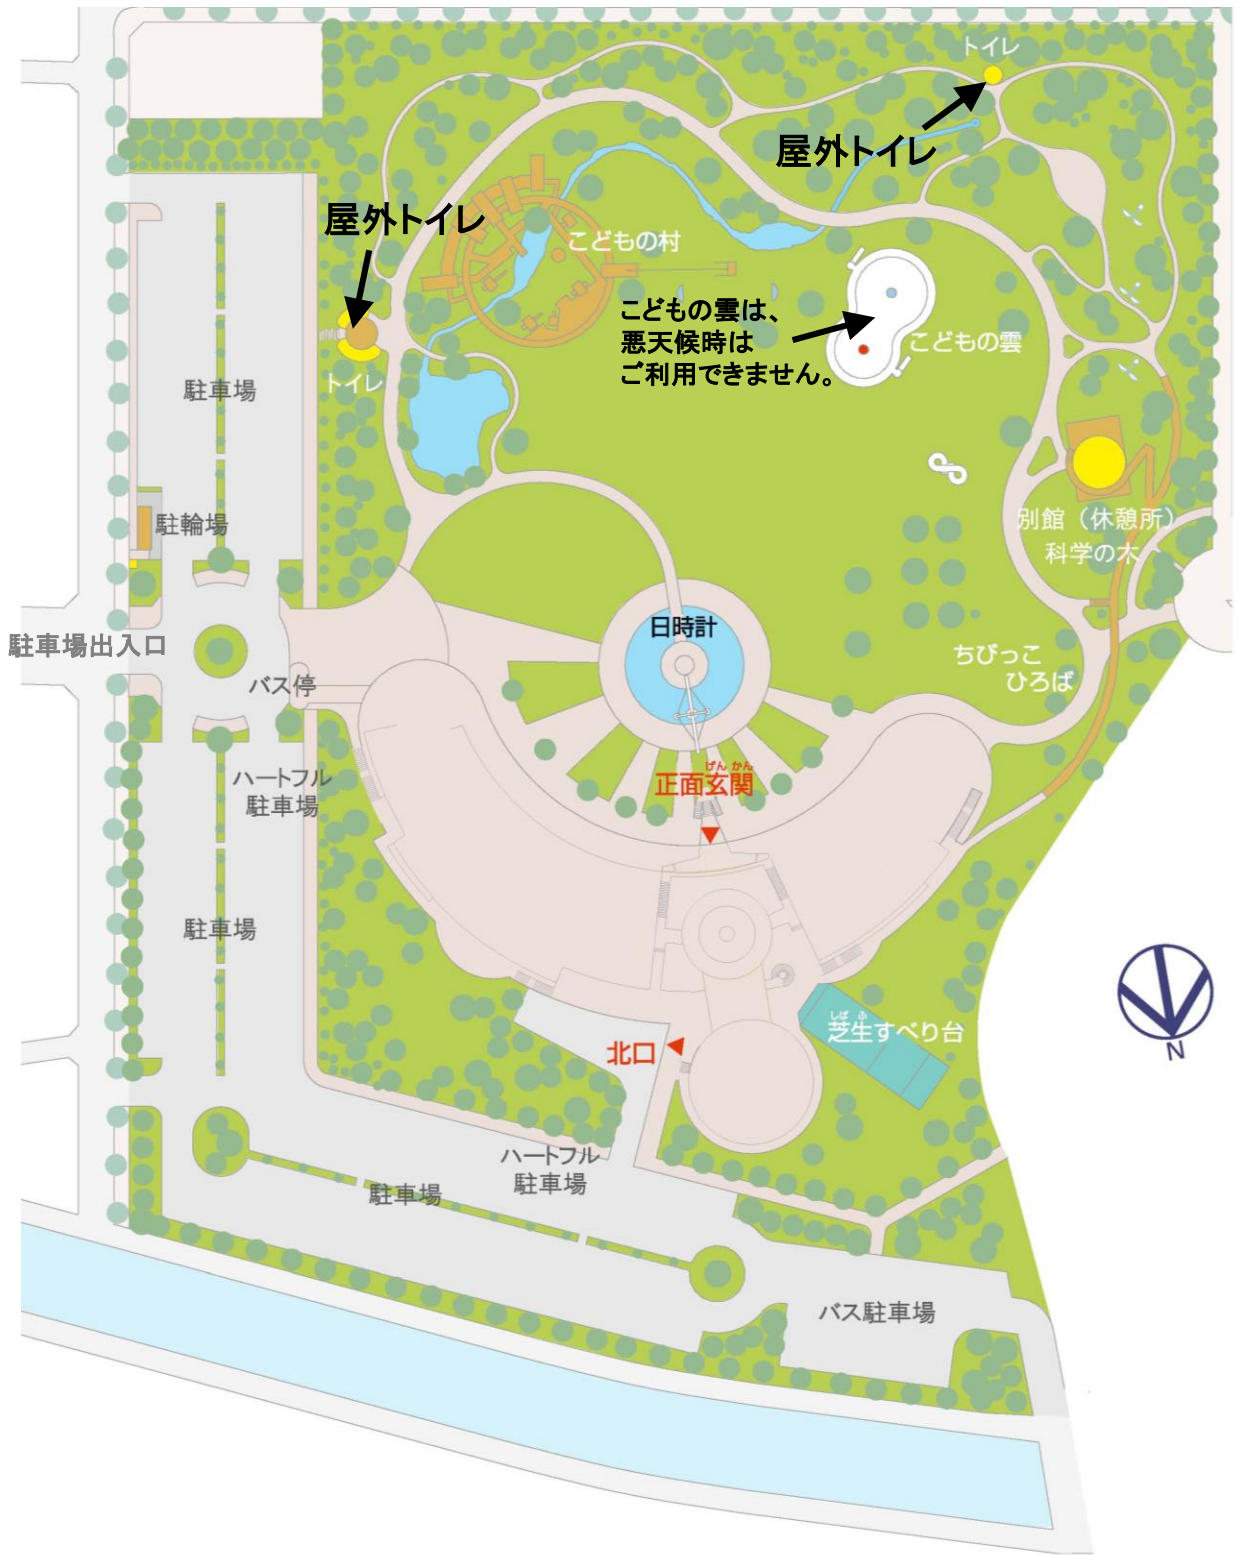 トイレ
屋外トイレ
屋外トイレ
こどもの村
こどもの雲は、
悪天候時は
ご利用できません。
こどもの雲
トイレ
駐車場
駐輪場
別館（休憩所）
科学の木
日時計
駐車場出入口
バス停
ちびっこ
ひろば
ハートフル
駐車場
げんかん
正面玄関
駐車場
しばふ
芝生すべり台
北口
N
ハートフル
駐車場
駐車場
バス駐車場